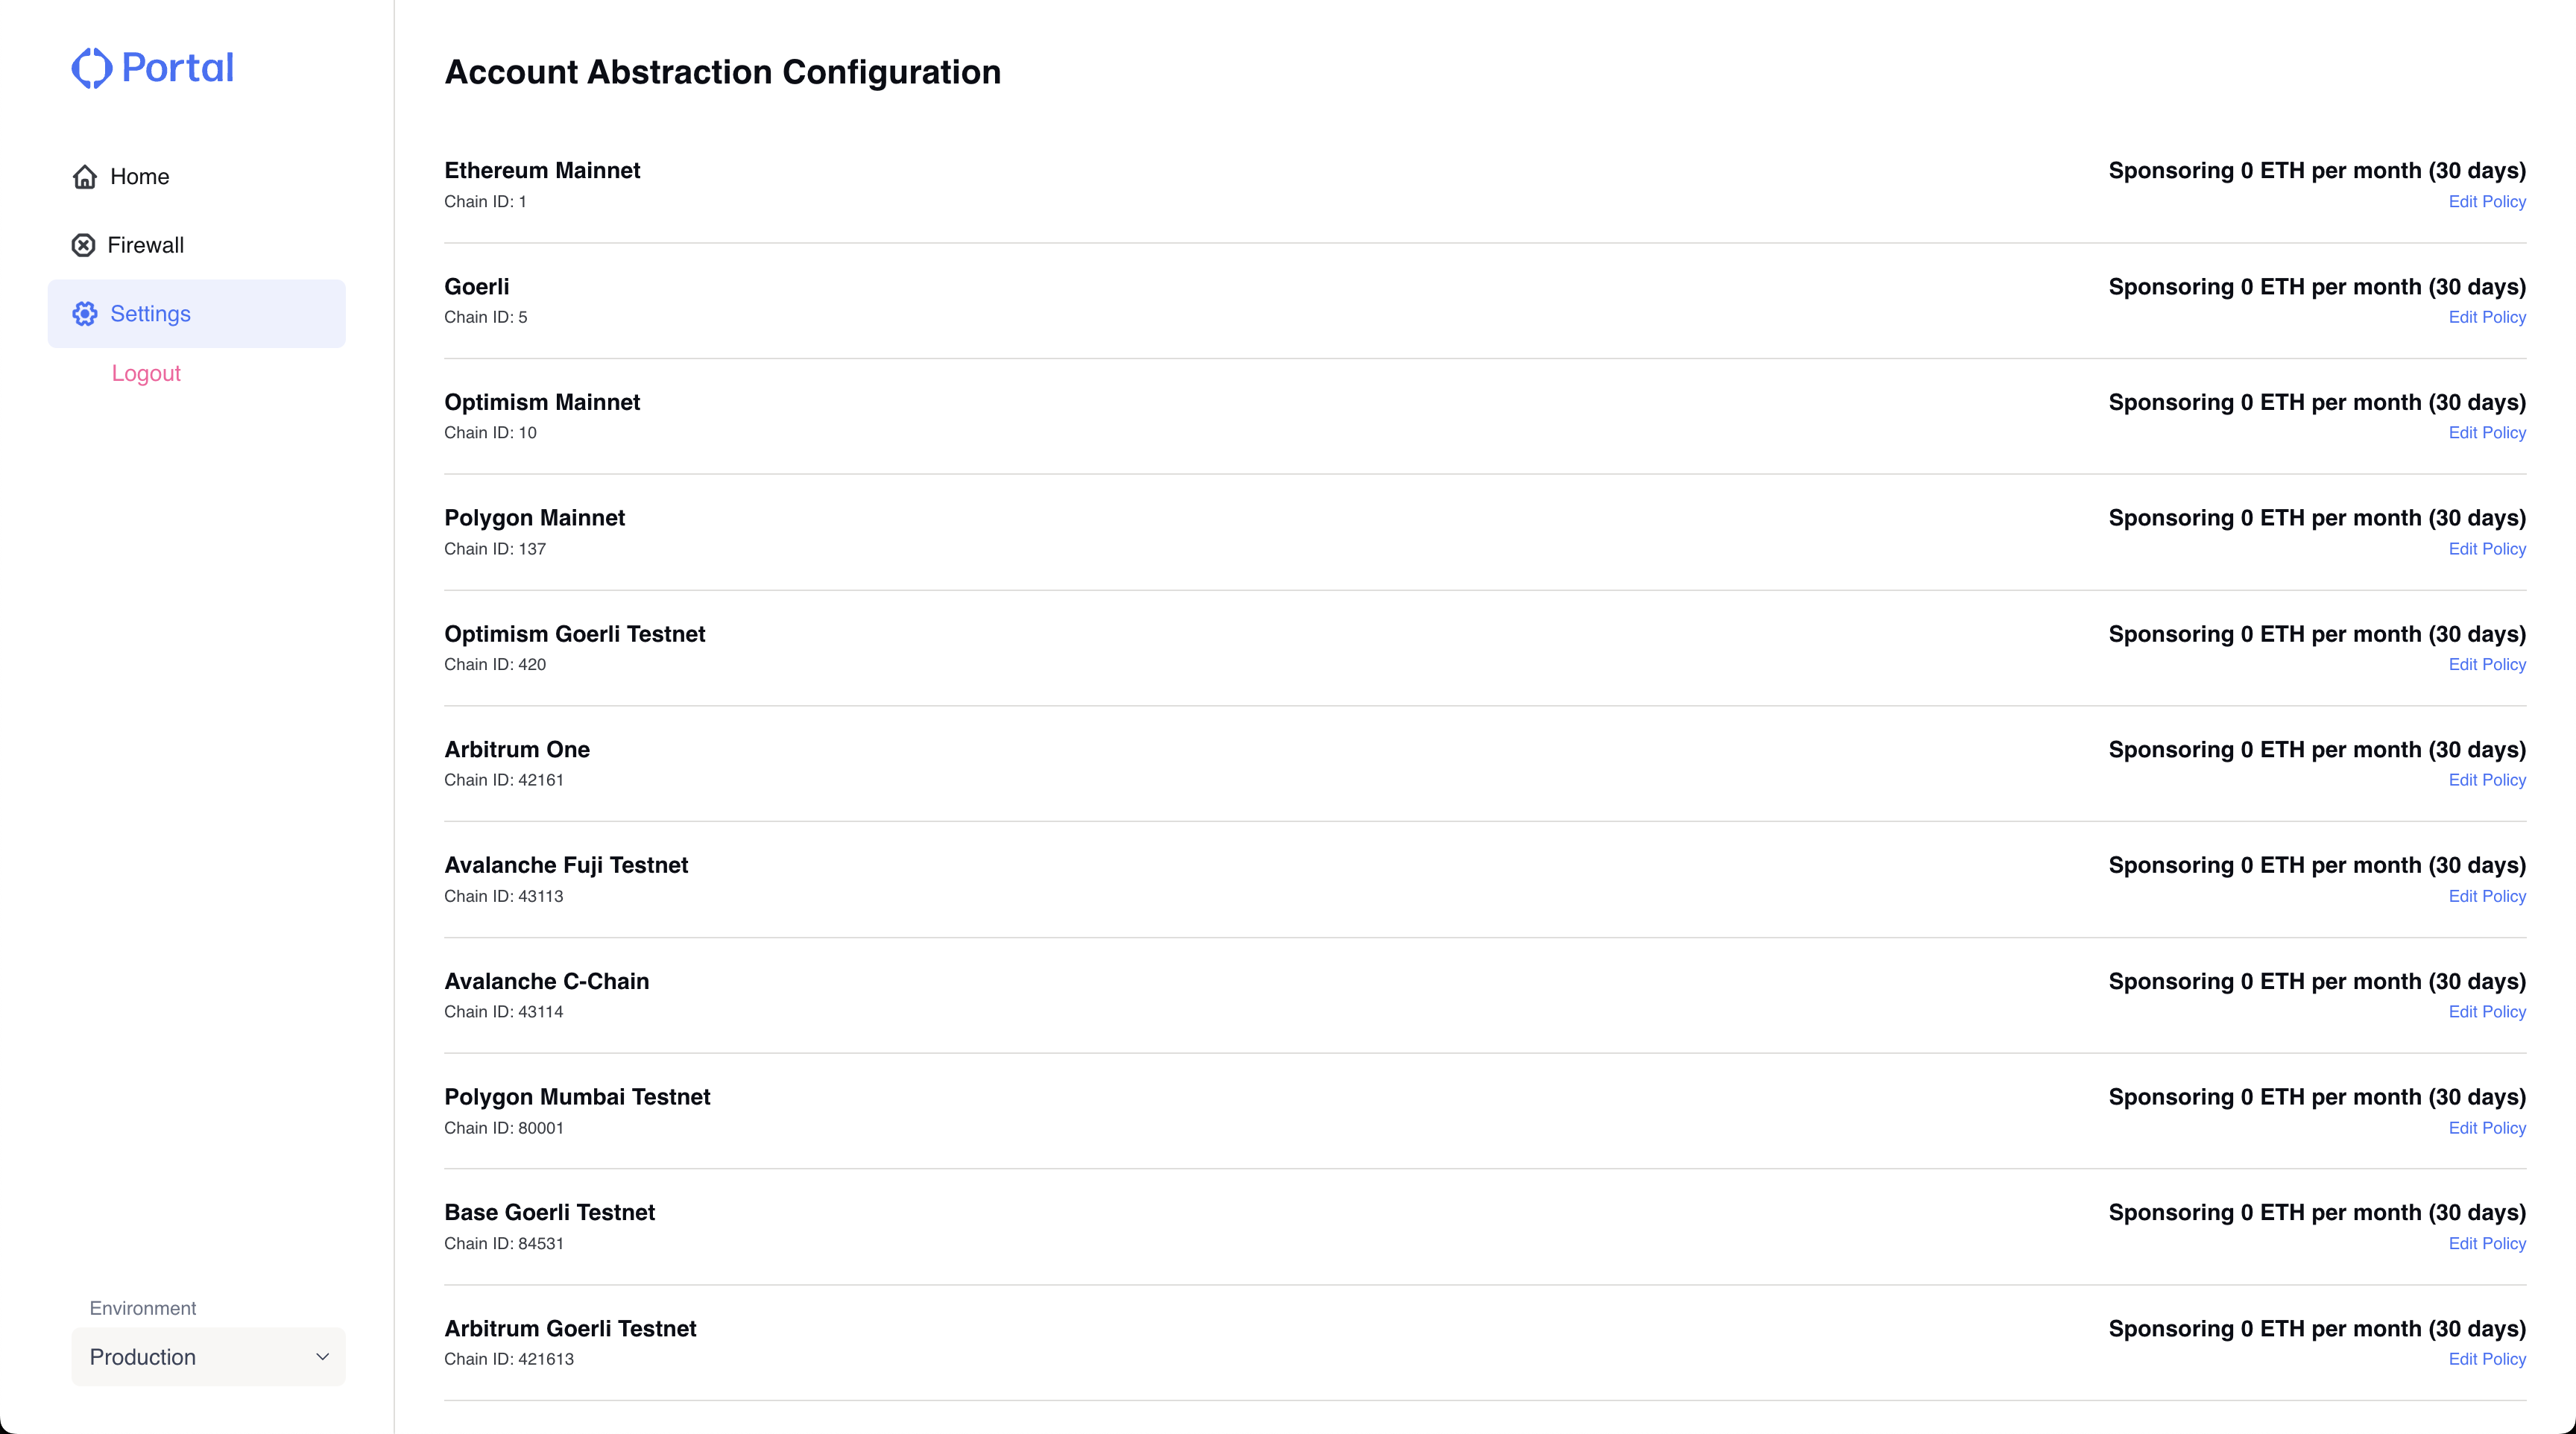 Portal
Home
Firewall
Settings
Logout
Environment
Production
Account Abstraction Configuration
Ethereum Mainnet
Sponsoring 0 ETH per month (30 days)
Chain ID: 1
Edit Policy
Goerli
Sponsoring 0 ETH per month (30 days)
Chain ID: 5
Edit Policy
Optimism Mainnet
Sponsoring 0 ETH per month (30 days)
Chain ID: 10
Edit Policy
Polygon Mainnet
Sponsoring 0 ETH per month (30 days)
Chain ID: 137
Edit Policy
Optimism Goerli Testnet
Sponsoring 0 ETH per month (30 days)
Chain ID: 420
Edit Policy
Arbitrum One
Sponsoring 0 ETH per month (30 days)
Chain ID: 42161
Edit Policy
Avalanche Fuji Testnet
Sponsoring 0 ETH per month (30 days)
Chain ID: 43113
Edit Policy
Avalanche C-Chain
Sponsoring 0 ETH per month (30 days)
Chain ID: 43114
Edit Policy
Polygon Mumbai Testnet
Sponsoring 0 ETH per month (30 days)
Chain ID: 80001
Edit Policy
Base Goerli Testnet
Sponsoring 0 ETH per month (30 days)
Chain ID: 84531
Edit Policy
Arbitrum Goerli Testnet
Sponsoring 0 ETH per month (30 days)
Chain ID: 421613
Edit Policy